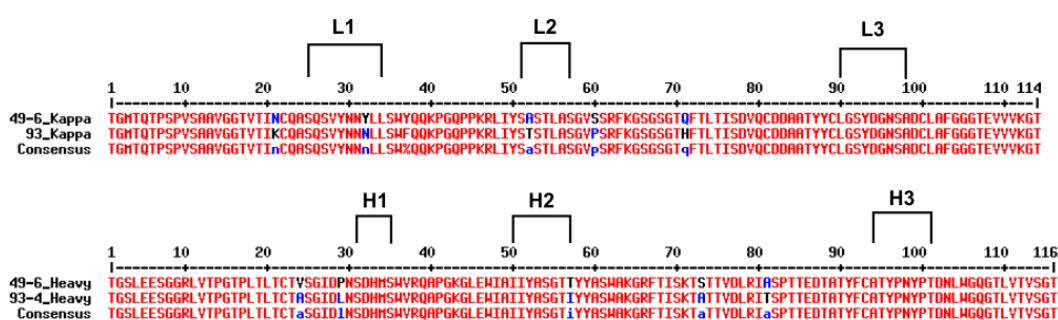 L1 L2 L3
1 10 20 30 40 50 60 70 80 90 100 114
49-6_Kappa TGMTQTPSPVSAAVGGTVTINCQASQSVYNNYLLSWYQQKPGQPPKRLIYSASTLASGVSSRFKGSGSGTQFTLTISDVQCDDAATYYCLGSYDGNSADCLAFGGGTEVVVKGT
93_Kappa TGMTQTPSPVSAAVGGTVTIKCQASQSVYNNNLLSWFQQKPGQPPKRLIYSTSTLASGVPSRFKGSGSGTHFTLTISDVQCDDAATYYCLGSYDGNSADCLAFGGGTEVVVKGT
Consensus TGMTQTPSPVSAAVGGTVTInCQASQSVYNNnLLSW%QQKPGQPPKRLIYSaSTLASGVpSRFKGSGSGTqFTLTISDVQCDDAATYYCLGSYDGNSADCLAFGGGTEVVVKGT
H1 H2 H3
1 10 20 30 40 50 60 70 80 90 100 110 116
49-6_Heavy TGSLEESGGRLVTPGTPLTLTCTVSGIDPNSDHMSWVRQAPGKGLEWIAIIYASGTTYYASWAKGRFTISKTSTTVDLRIASPTTEDTATYFCATYPNYPTDNLWGQGTLVTVSGT
93-4_Heavy TGSLEESGGRLVTPGTPLTLTCTASGIDLNSDHMSWVRQAPGKGLEWIAIIYASGTIYYASWAKGRFTISKTATTVDLRITSPTTEDTATYFCATYPNYPTDNLWGQGTLVTVSGT
Consensus TGSLEESGGRLVTPGTPLTLTCTaSGIDlNSDHMSWVRQAPGKGLEWIAIIYASGTiYYASWAKGRFTISKTaTTVDLRIaSPTTEDTATYFCATYPNYPTDNLWGQGTLVTVSGT